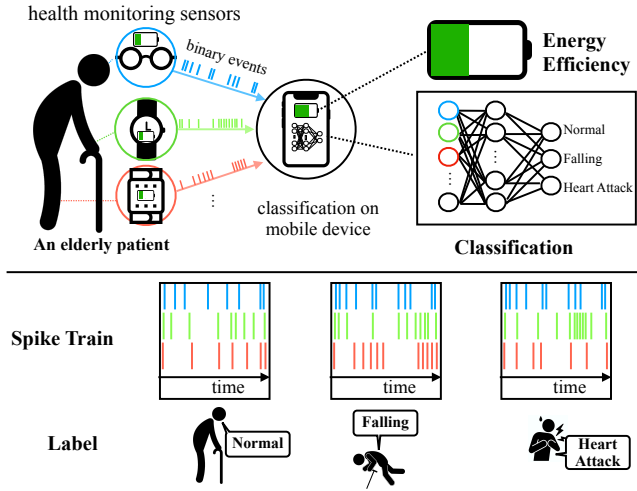 health monitoring sensors
binary events
Energy
Efficiency
Normal
Falling
Heart Attack
classification on
mobile device
An elderly patient
Classification
Spike Train
time
time
time
Label
Normal
Falling
Heart
Attack